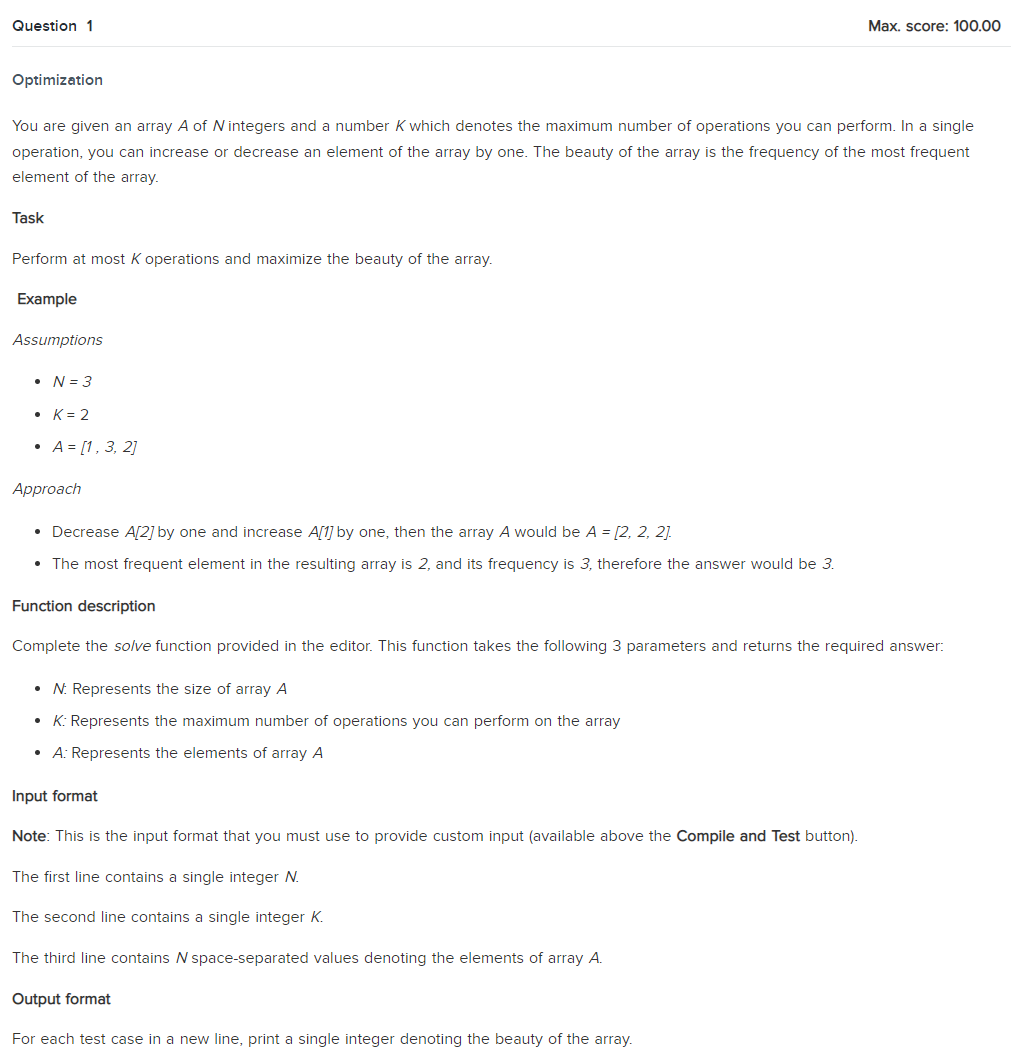 Question 1
Max. score: 100.00
Optimization
You are given an array A of N integers and a number K which denotes the maximum number of operations you can perform. In a single
operation, you can increase or decrease an element of the array by one. The beauty of the array is the frequency of the most frequent
element of the array.
Task
Perform at most K operations and maximize the beauty of the array.
Example
Assumptions
• N = 3
• K = 2
• A = [1 , 3, 2]
Approach
• Decrease A[2] by one and increase A[1] by one, then the array A would be A = [2, 2, 2].
• The most frequent element in the resulting array is 2, and its frequency is 3, therefore the answer would be 3.
Function description
Complete the solve function provided in the editor. This function takes the following 3 parameters and returns the required answer:
• N: Represents the size of array A
• K: Represents the maximum number of operations you can perform on the array
• A: Represents the elements of array A
Input format
Note: This is the input format that you must use to provide custom input (available above the Compile and Test button).
The first line contains a single integer N.
The second line contains a single integer K.
The third line contains N space-separated values denoting the elements of array A.
Output format
For each test case in a new line, print a single integer denoting the beauty of the array.